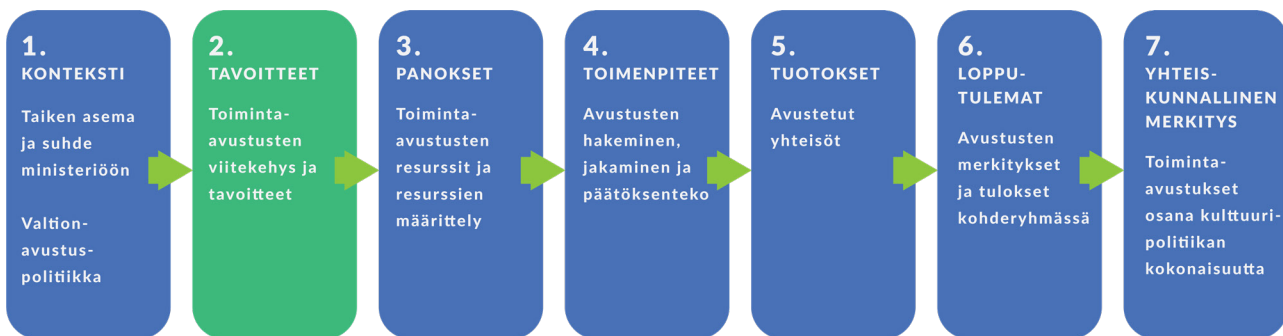 1.
KONTEKSTI
Taiken asema
ja suhde
ministeriöön
Valtion-
avustus-
politiikka
2.
TAVOITTEET
Toiminta-
avustusten
viitekehys ja
tavoitteet
3.
PANOKSET
Toiminta-
avustusten
resurssit ja
resurssien
määrittely
4.
TOIMENPITEET
Avustusten
hakeminen,
jakaminen ja
päätöksenteko
5.
TUOTOKSET
Avustetut
yhteisöt
6.
LOPPU-
TULEMAT
Avustusten
merkitykset
ja tulokset
kohderyhmässä
7.
YHTEIS-
KUNNALLINEN
MERKITYS
Toiminta-
avustukset
osana kulttuuri-
politiikan
kokonaisuutta